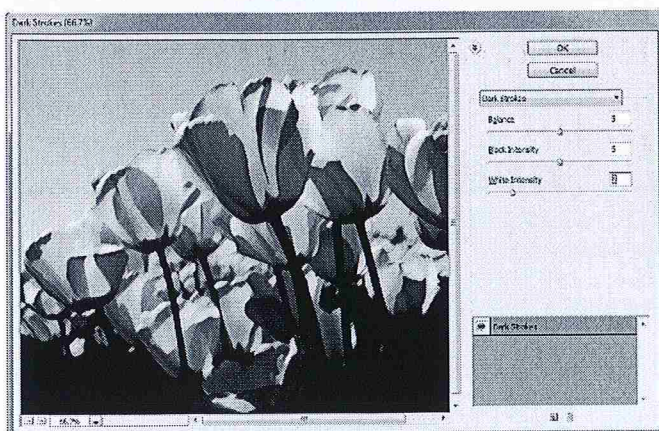 Dark Strokes (66.7%)
OK
Cancel
Dark Strokes
Balance 5
Black Intensity 5
White Intensity 2
Dark Strokes
66.7%